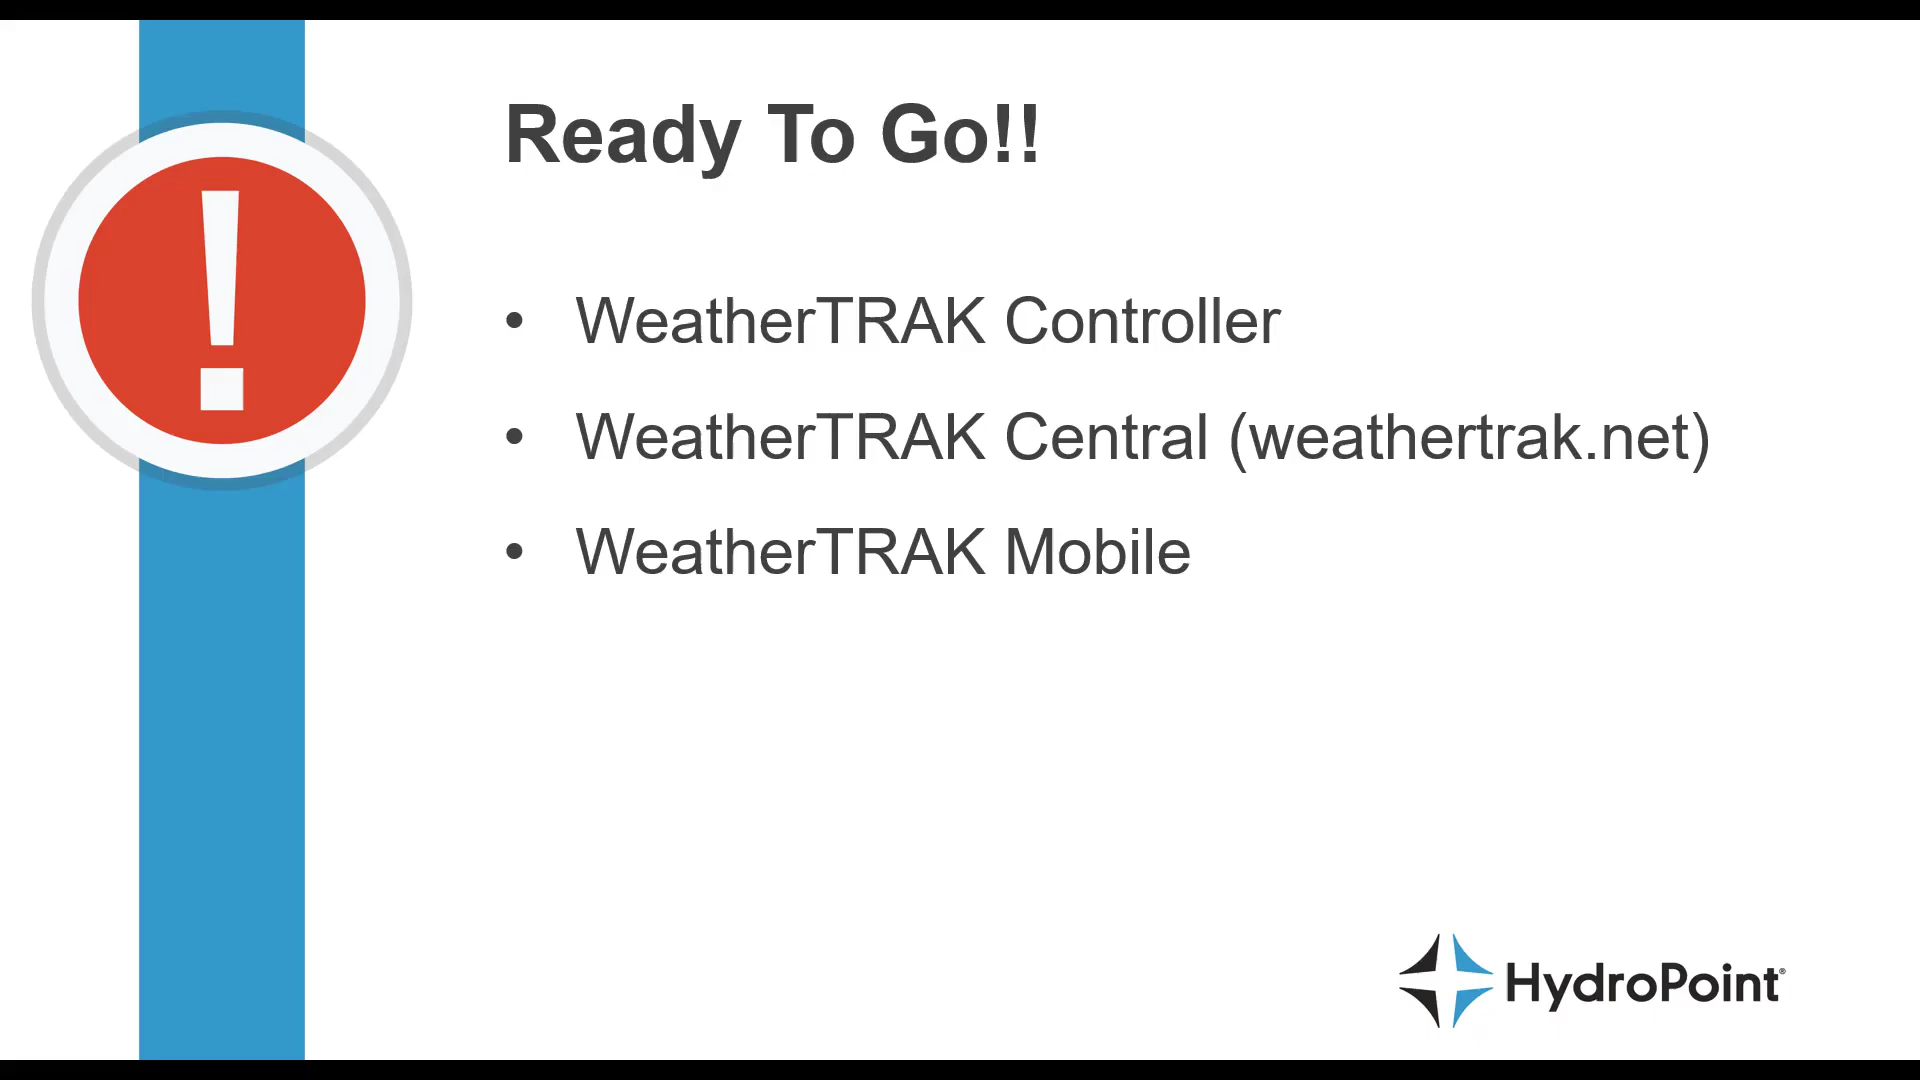 Ready To Go!!
• WeatherTRAK Controller
• WeatherTRAK Central (weathertrak.net)
• WeatherTRAK Mobile
HydroPoint®